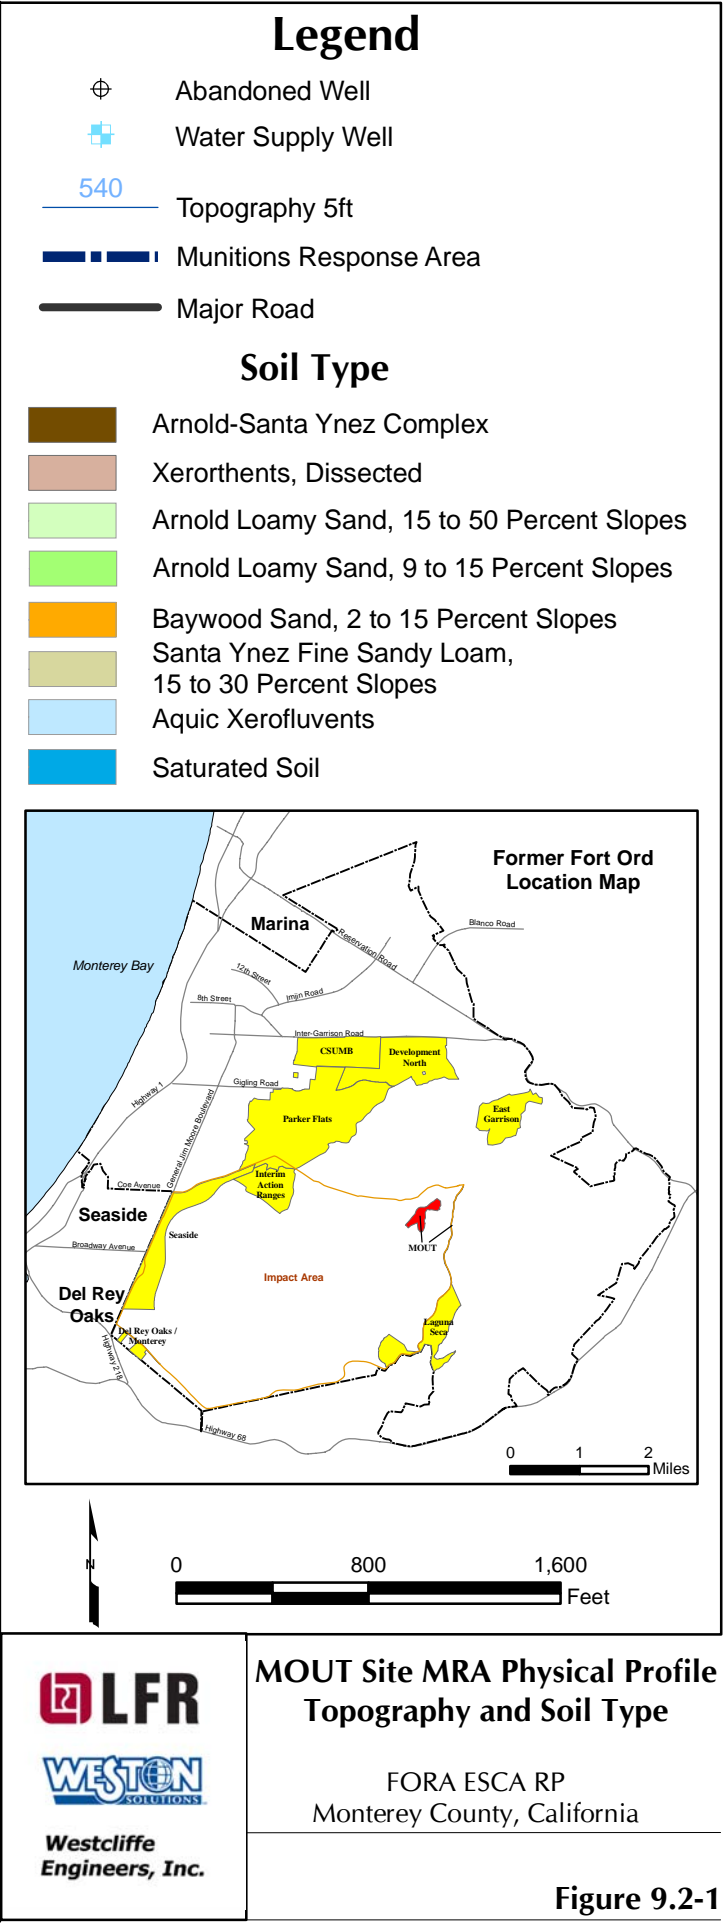 Legend
Abandoned Well
Water Supply Well
540
Topography 5ft
Munitions Response Area
Major Road
Soil Type
Arnold-Santa Ynez Complex
Xerorthents, Dissected
Arnold Loamy Sand, 15 to 50 Percent Slopes
Arnold Loamy Sand, 9 to 15 Percent Slopes
Baywood Sand, 2 to 15 Percent Slopes
Santa Ynez Fine Sandy Loam,
15 to 30 Percent Slopes
Aquic Xerofluvents
Saturated Soil
Former Fort Ord
Location Map
Marina
Blanco Road
Reservation Road
Monterey Bay
12th Street
Imjin Road
8th Street
Inter-Garrison Road
CSUMB
Development
North
Gigling Road
Highway 1
General Jim Moore Boulevard
Parker Flats
East
Garrison
Interim
Action
Ranges
Coe Avenue
Seaside
Seaside
MOUT
Broadway Avenue
Impact Area
Del Rey
Oaks
Del Rey Oaks /
Monterey
Laguna
Seca
Highway 218
Highway 68
0 1 2
Miles
N
0 800 1,600
Feet
LFR
WESTON
SOLUTIONS
Westcliffe
Engineers, Inc.
MOUT Site MRA Physical Profile
Topography and Soil Type
FORA ESCA RP
Monterey County, California
Figure 9.2-1